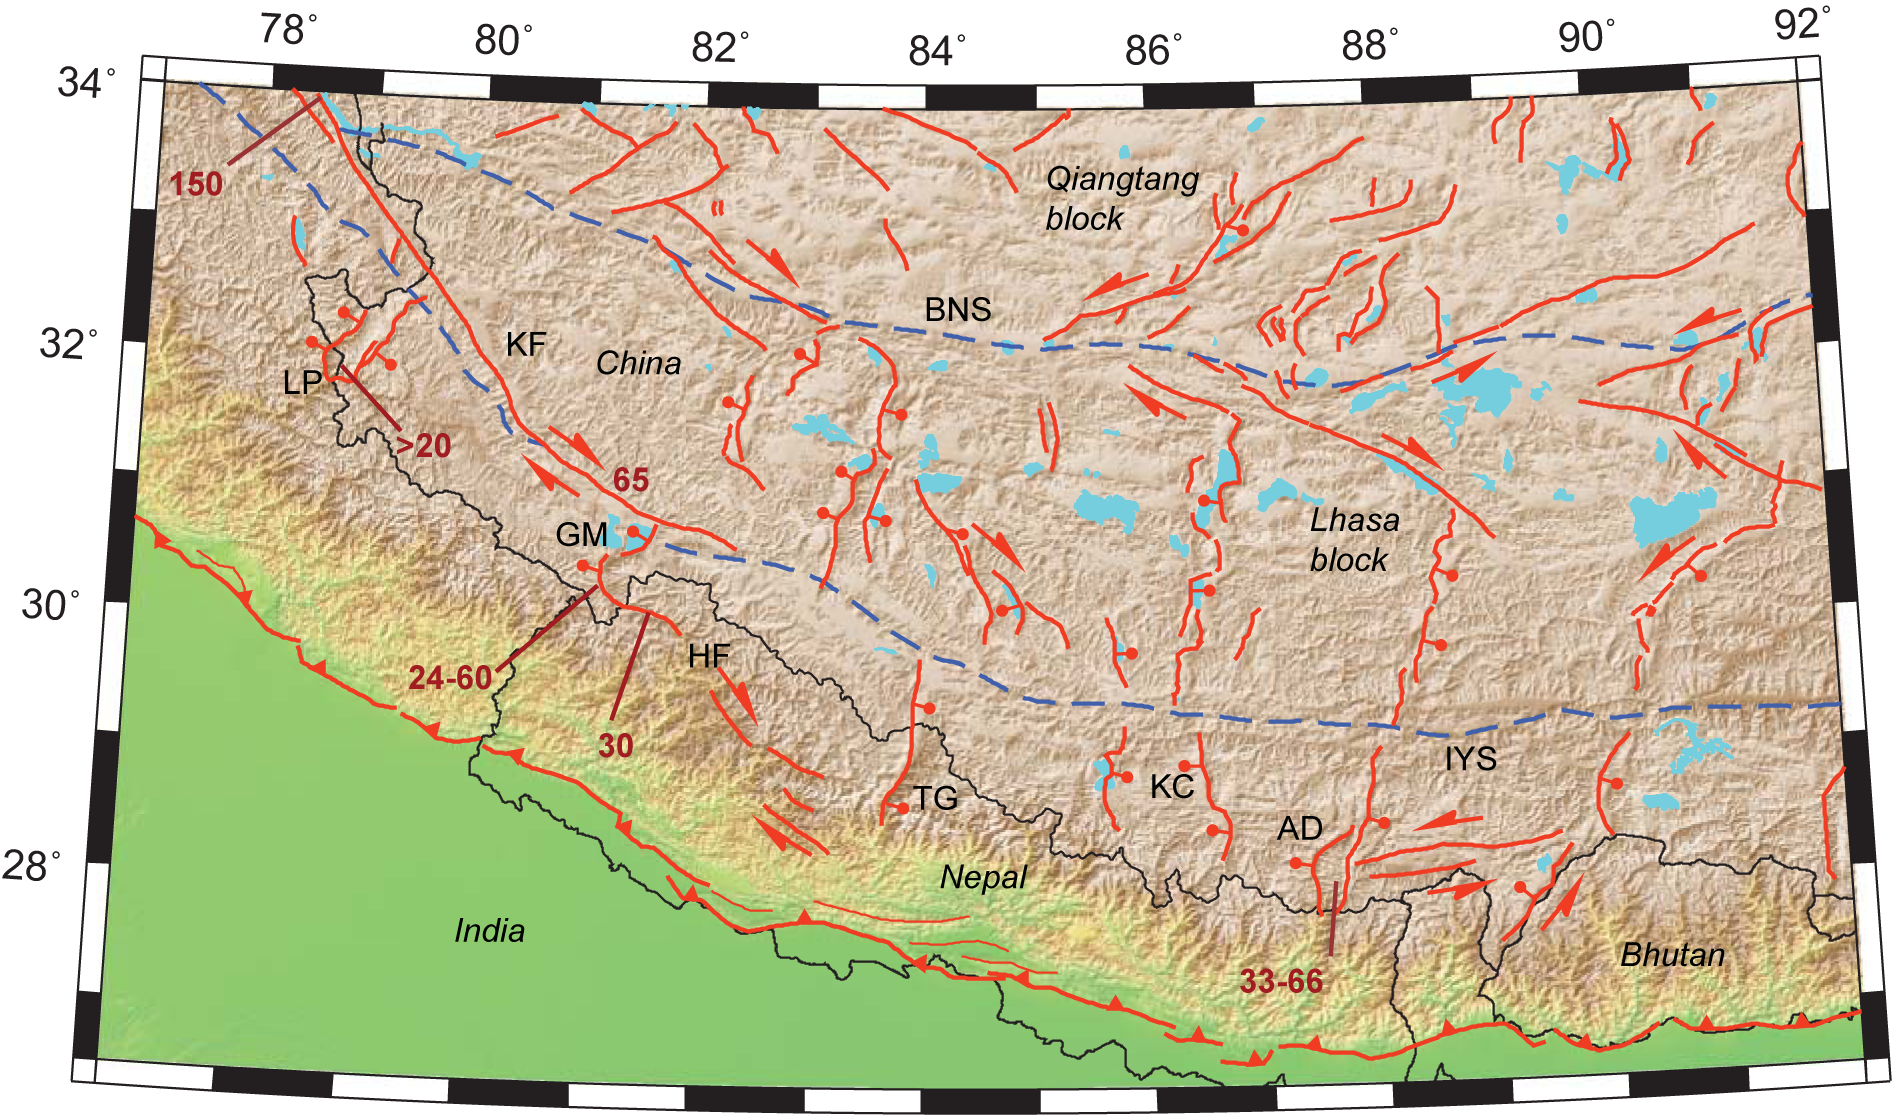 78° 80° 82° 84° 86° 88° 90° 92°
34°
32°
30°
28°
150
Qiangtang
block
BNS
KF
China
LP
>20
65
GM
Lhasa
block
24-60
HF
30
IYS
KC
TG
AD
Nepal
India
Bhutan
33-66